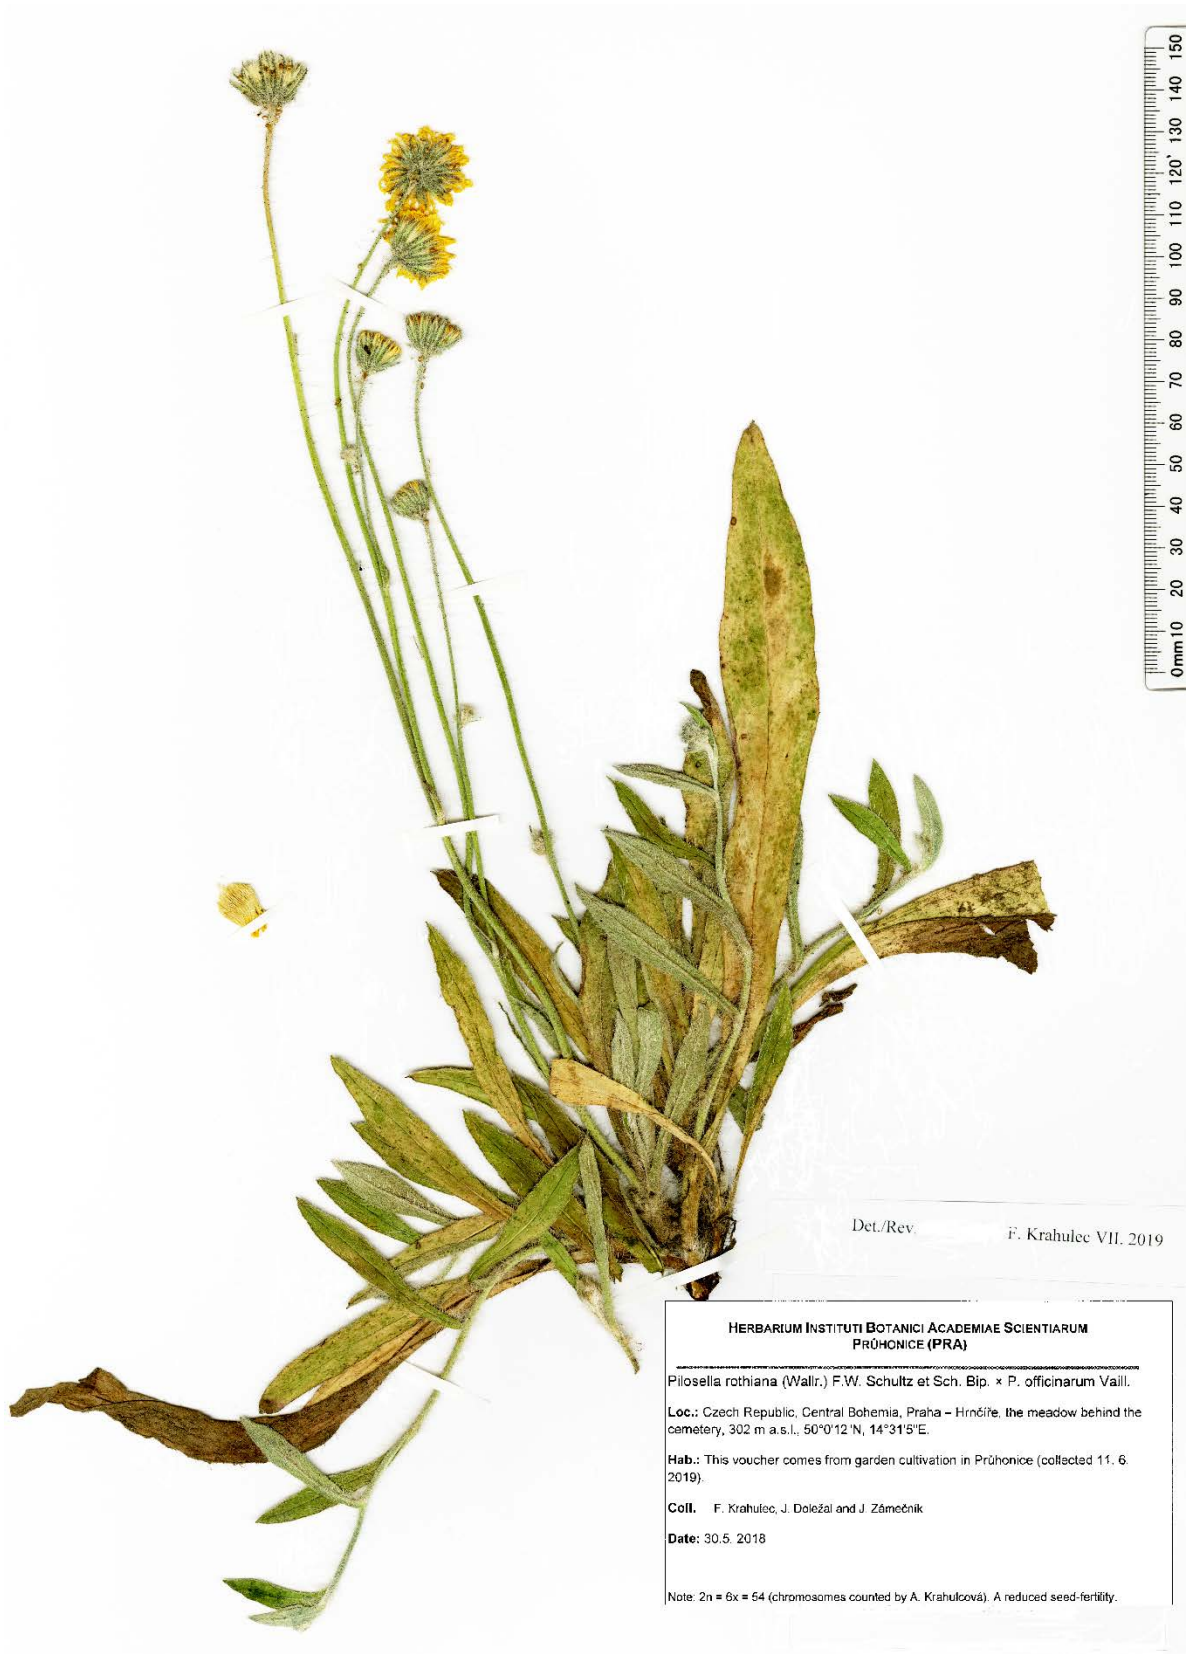 150
140
130
120'
110
100
90
80
70
60
50
40
30
20
10
0mm
Det./Rev. F. Krahulec VII. 2019
HERBARIUM INSTITUTI BOTANICI ACADEMIAE SCIENTIARUM
PRŮHONICE (PRA)
Pilosella rothiana (Wallr.) F.W. Schultz et Sch. Bip. × P. officinarum Vaill.
Loc.: Czech Republic, Central Bohemia, Praha – Hrnčíře, the meadow behind the
cemetery, 302 m a.s.l., 50°0'12"N, 14°31'5"E.
Hab.: This voucher comes from garden cultivation in Průhonice (collected 11. 6.
2019).
Coll. F. Krahulec, J. Doležal and J. Zámečník
Date: 30.5. 2018
Note: 2n = 6x = 54 (chromosomes counted by A. Krahulcová). A reduced seed-fertility.